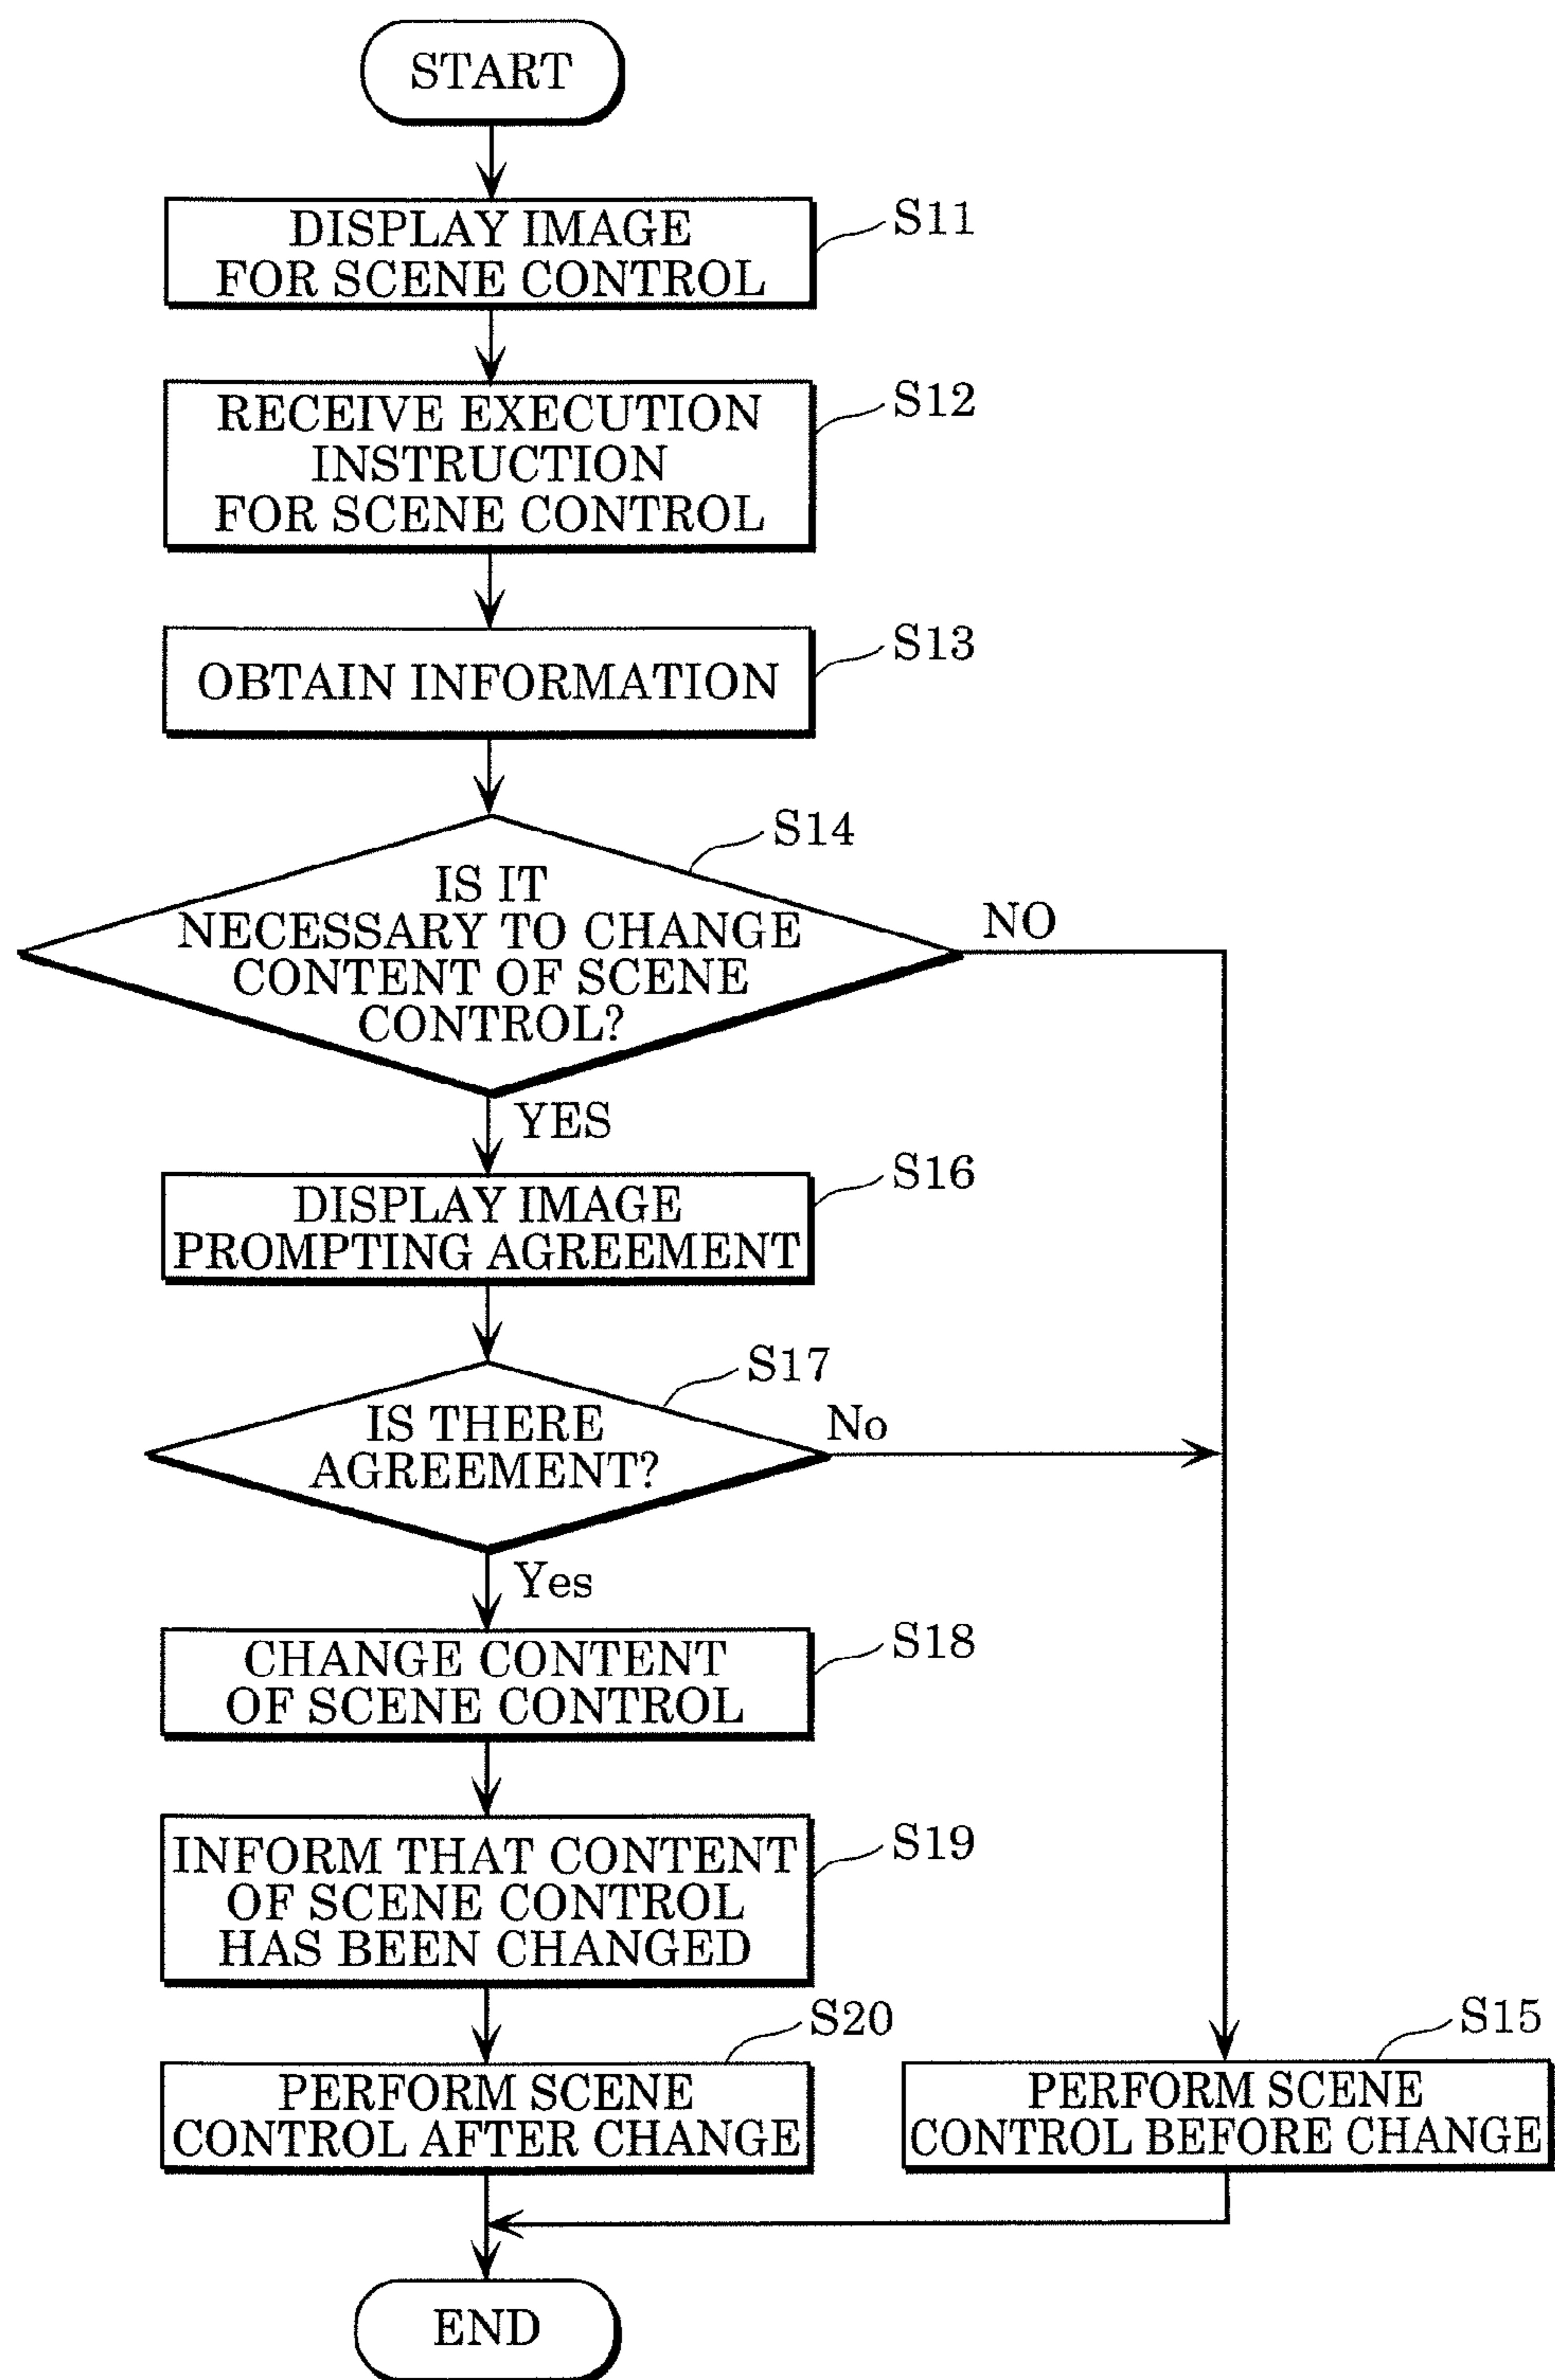 START
DISPLAY IMAGE
FOR SCENE CONTROL
S11
RECEIVE EXECUTION
INSTRUCTION
FOR SCENE CONTROL
S12
OBTAIN INFORMATION
S13
S14
IS IT
NECESSARY TO CHANGE
CONTENT OF SCENE
CONTROL?
NO
YES
DISPLAY IMAGE
PROMPTING AGREEMENT
S16
S17
IS THERE
AGREEMENT?
No
Yes
CHANGE CONTENT
OF SCENE CONTROL
S18
INFORM THAT CONTENT
OF SCENE CONTROL
HAS BEEN CHANGED
S19
S20
PERFORM SCENE
CONTROL AFTER CHANGE
S15
PERFORM SCENE
CONTROL BEFORE CHANGE
END